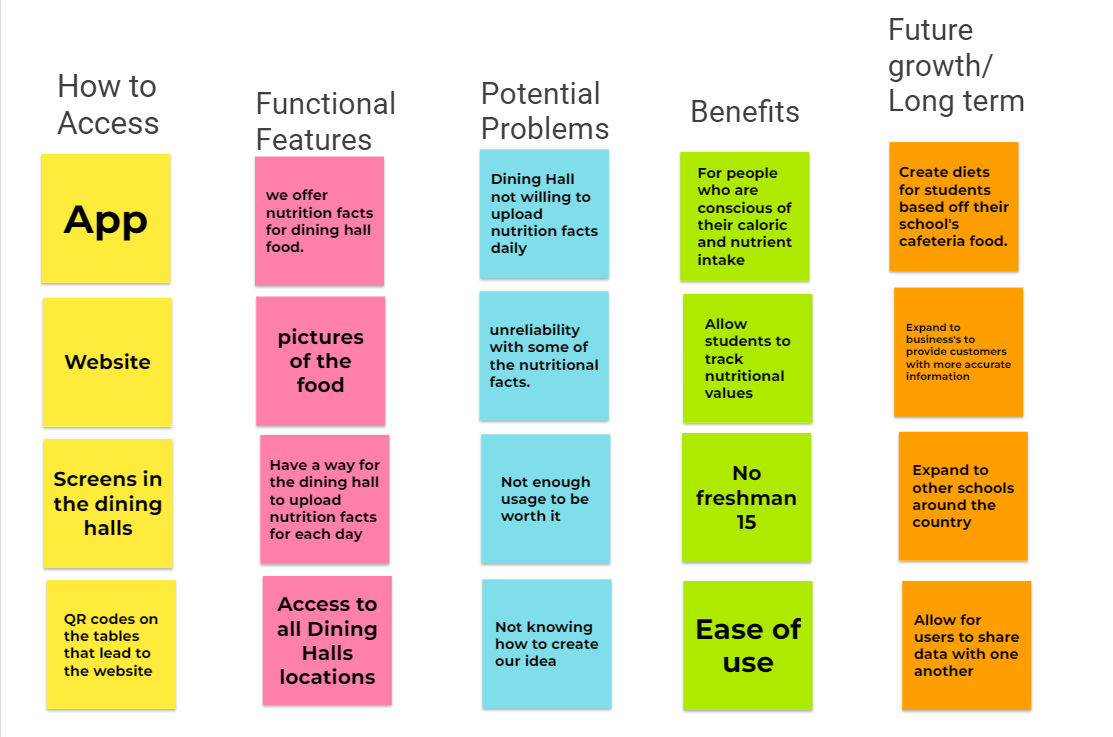 How to
Access
App
Website
Screens in
the dining
halls
QR codes on
the tables
that lead to
the website
Functional
Features
we offer
nutrition facts
for dining hall
food.
pictures
of the
food
Have a way for
the dining hall
to upload
nutrition facts
for each day
Access to
all Dining
Halls
locations
Potential
Problems
Dining Hall
not willing to
upload
nutrition facts
daily
unreliability
with some of
the nutritional
facts.
Not enough
usage to be
worth it
Not knowing
how to create
our idea
Benefits
For people
who are
conscious of
their caloric
and nutrient
intake
Allow
students to
track
nutritional
values
No
freshman
15
Ease of
use
Future
growth/
Long term
Create diets
for students
based off their
school's
cafeteria food.
Expand to
business's to
provide customers
with more accurate
information
Expand to
other schools
around the
country
Allow for
users to share
data with one
another